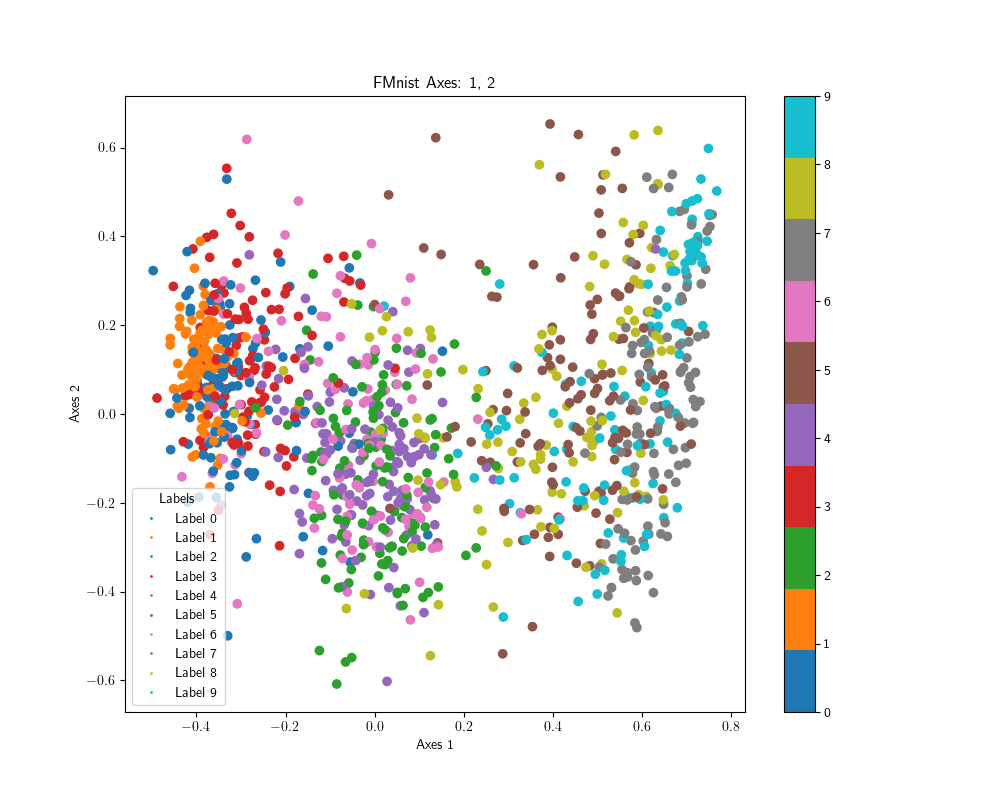 FMnist Axes: 1, 2
0.6
0.4
0.2
0.0
−0.2
−0.4
−0.6
Axes 2
−0.4
−0.2
0.0
0.2
0.4
0.6
0.8
Axes 1
Labels
Label 0
Label 1
Label 2
Label 3
Label 4
Label 5
Label 6
Label 7
Label 8
Label 9
9
8
7
6
5
4
3
2
1
0